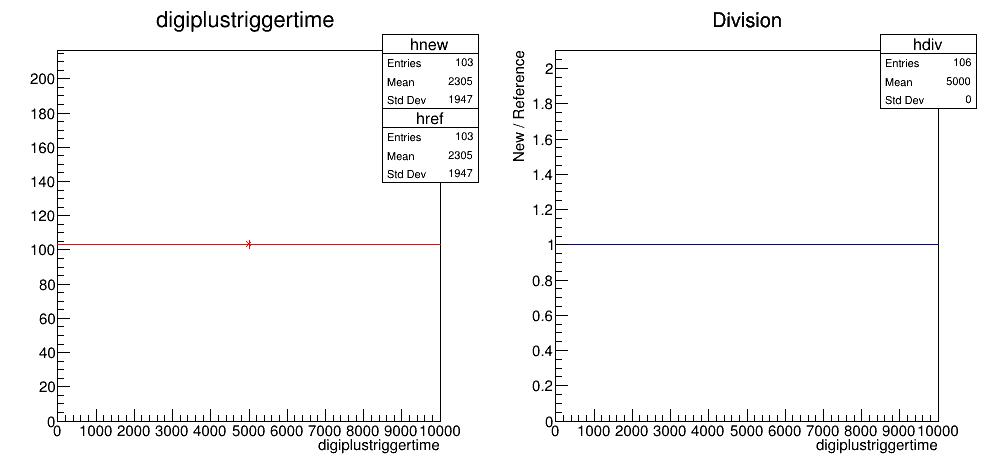 digiplustriggertime
hnew
Entries 103
Mean 2305
Std Dev 1947
href
Entries 103
Mean 2305
Std Dev 1947
200
180
160
140
120
100
80
60
40
20
0
0 1000 2000 3000 4000 5000 6000 7000 8000 9000 10000
digiplustriggertime
Division
hdiv
Entries 106
Mean 5000
Std Dev 0
New / Reference
2
1.8
1.6
1.4
1.2
1
0.8
0.6
0.4
0.2
0
0 1000 2000 3000 4000 5000 6000 7000 8000 9000 10000
digiplustriggertime